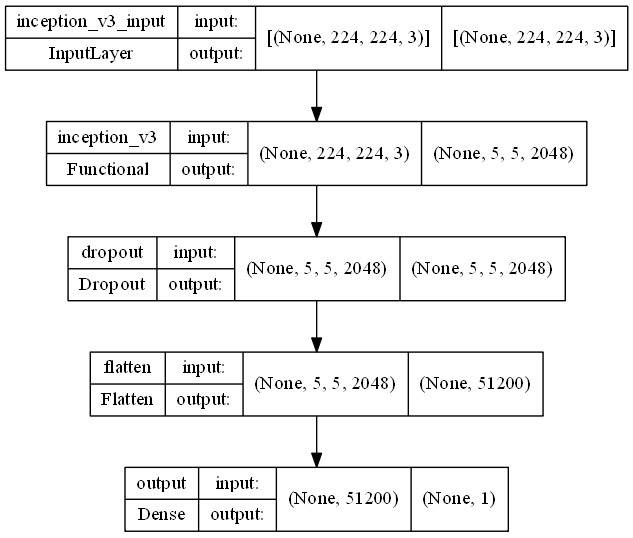 inception_v3_input input: [(None, 224, 224, 3)] [(None, 224, 224, 3)]
InputLayer output:
inception_v3 input: (None, 224, 224, 3) (None, 5, 5, 2048)
Functional output:
dropout input: (None, 5, 5, 2048) (None, 5, 5, 2048)
Dropout output:
flatten input: (None, 5, 5, 2048) (None, 51200)
Flatten output:
output input: (None, 51200) (None, 1)
Dense output: